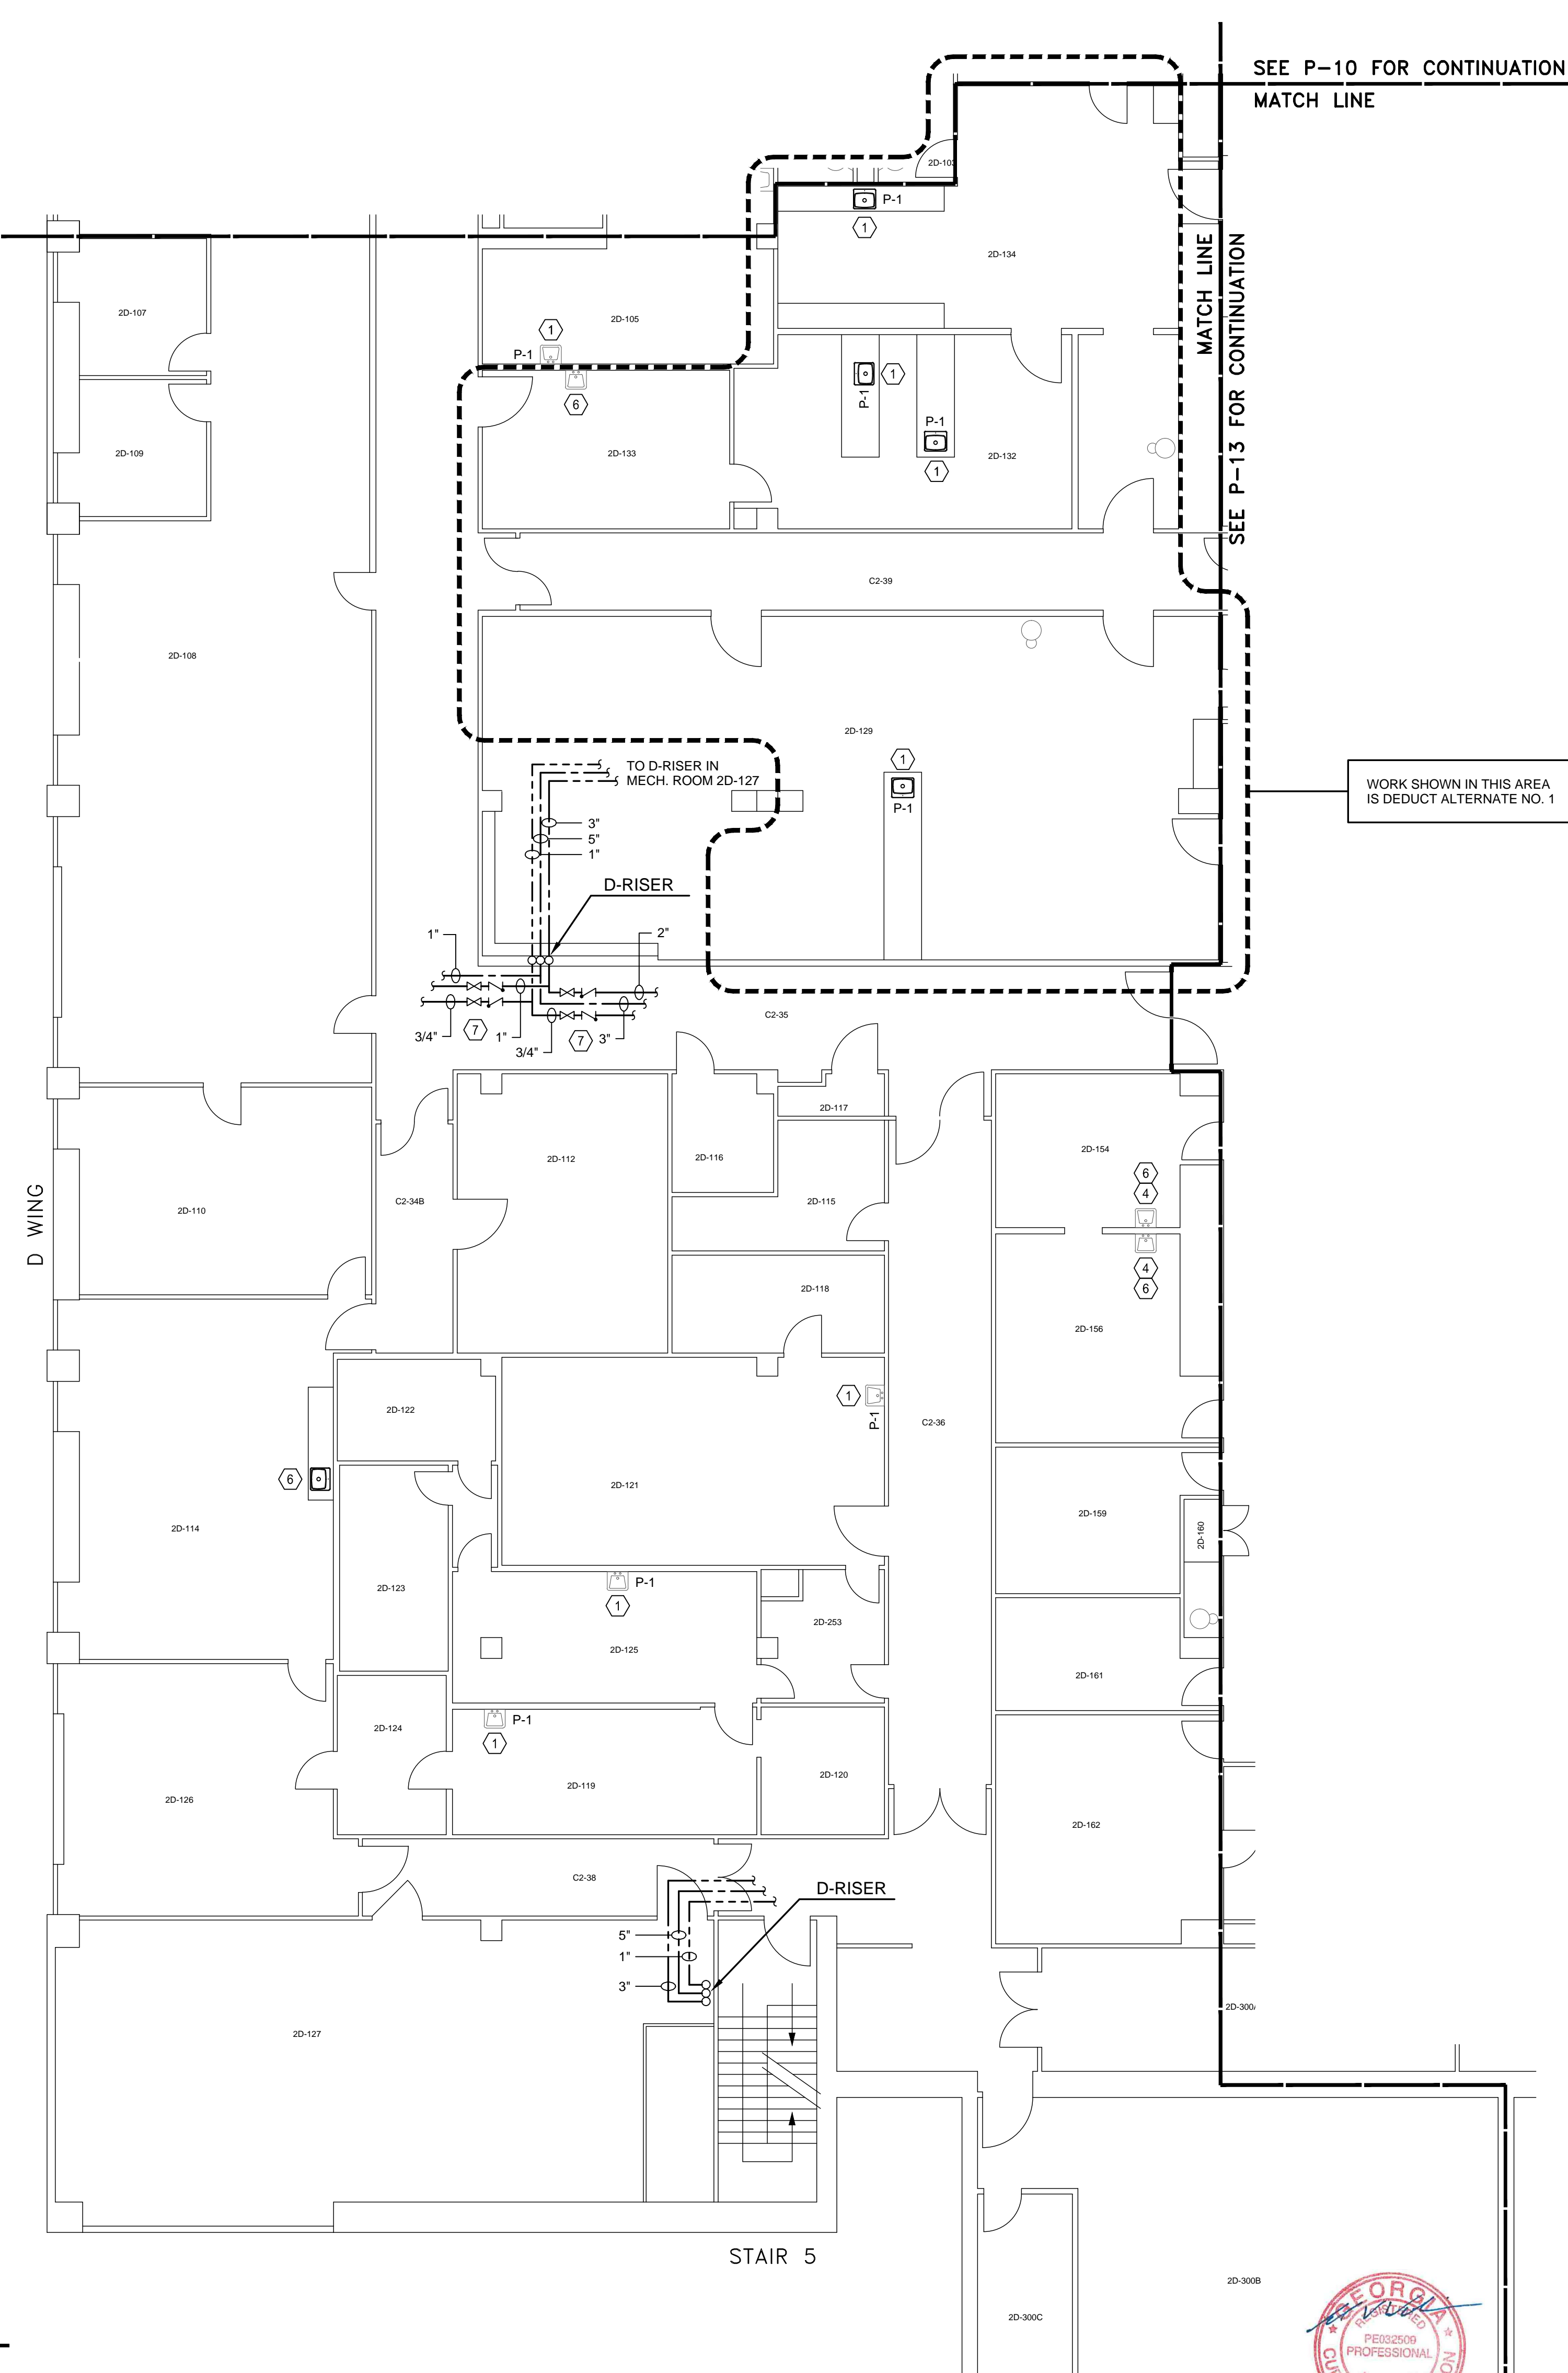 SEE P-10 FOR CONTINUATION
MATCH LINE
2D-103
P-1
1
2D-134
MATCH LINE
SEE P-13 FOR CONTINUATION
2D-107
2D-105
1
P-1
6
1
P-1
P-1
1
2D-109
2D-133
2D-132
C2-39
2D-108
2D-129
1
P-1
TO D-RISER IN
MECH. ROOM 2D-127
WORK SHOWN IN THIS AREA
IS DEDUCT ALTERNATE NO. 1
3"
5"
1"
D-RISER
1"
2"
C2-35
3/4"
7
1"
3/4"
7
3"
2D-117
2D-112
2D-116
2D-154
6
4
D WING
2D-110
C2-34B
2D-115
4
6
2D-118
2D-156
1
P-1
2D-122
C2-36
6
2D-121
2D-114
2D-159
2D-160
2D-123
P-1
1
2D-253
2D-125
2D-161
2D-124
P-1
1
2D-126
2D-119
2D-120
2D-162
C2-38
D-RISER
5"
1"
3"
2D-127
STAIR 5
2D-300B
2D-300C
GEORGIA
REGISTERED
PE032509
PROFESSIONAL